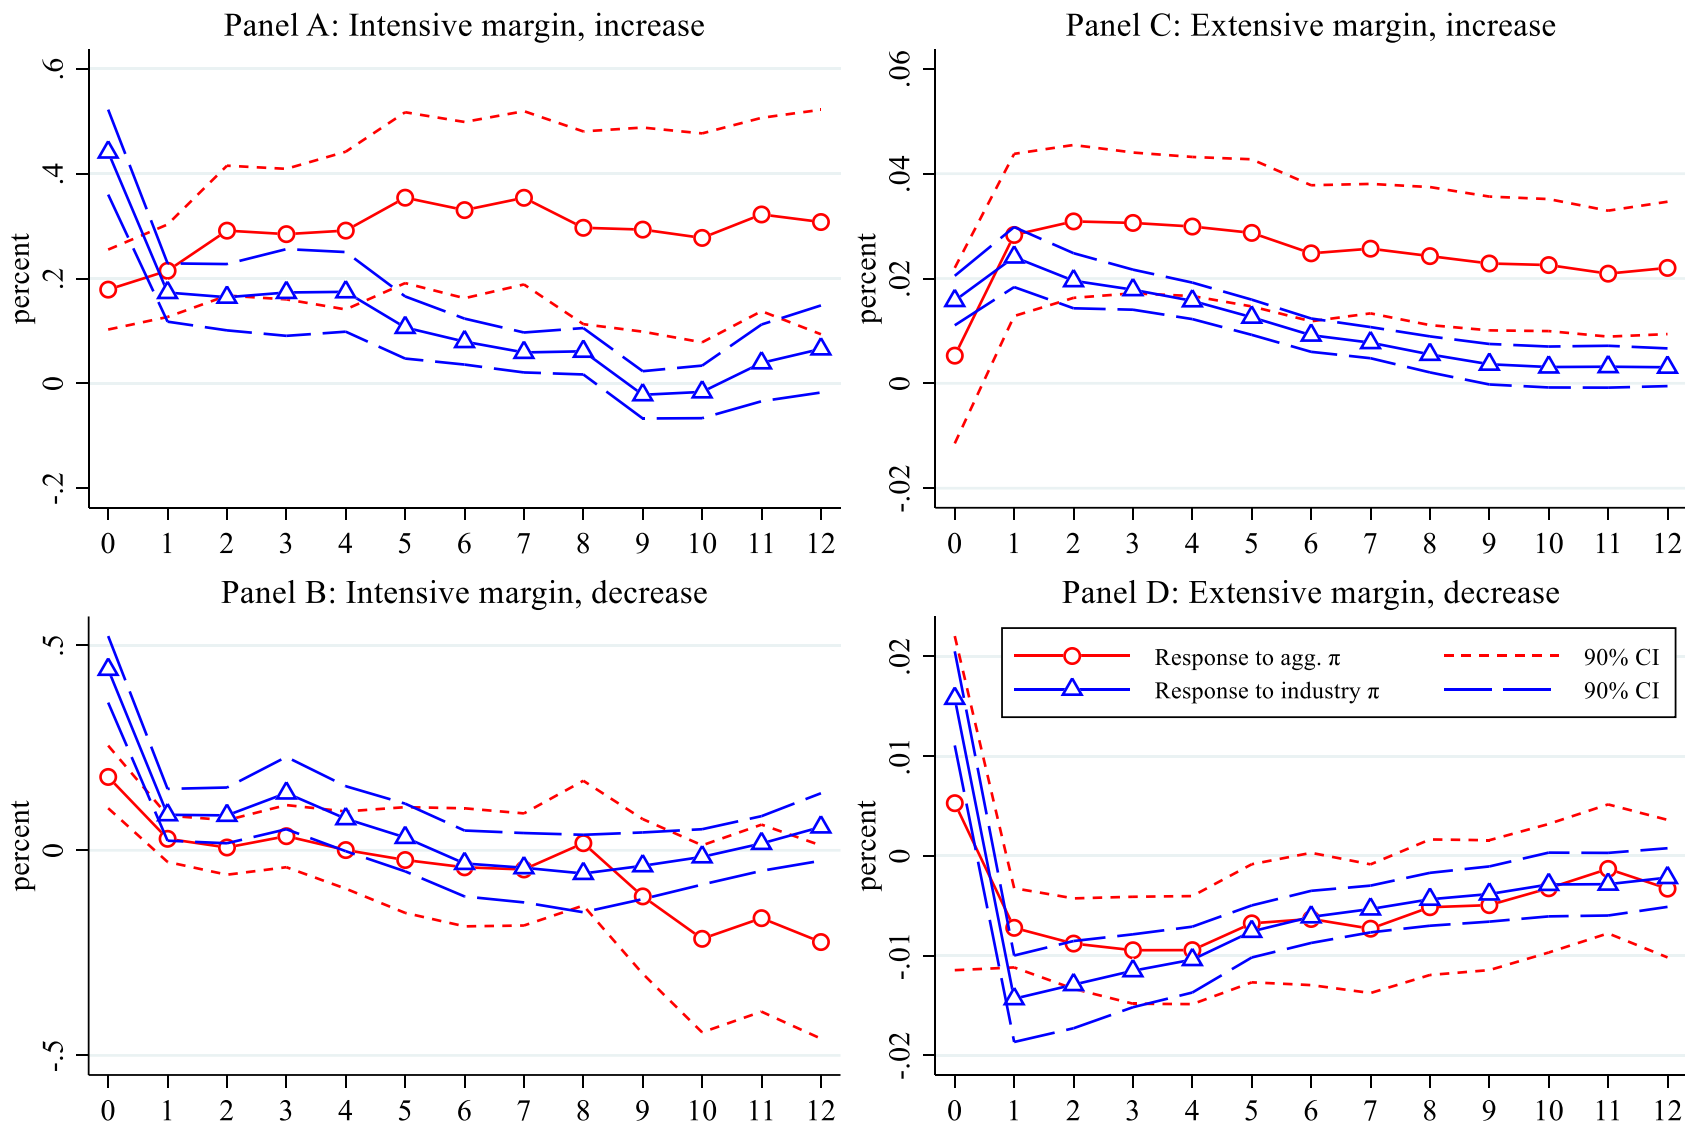 Panel A: Intensive margin, increase
percent
.6
.4
.2
0
-.2
0 1 2 3 4 5 6 7 8 9 10 11 12
Panel C: Extensive margin, increase
percent
.06
.04
.02
0
-.02
0 1 2 3 4 5 6 7 8 9 10 11 12
Panel B: Intensive margin, decrease
percent
.5
0
-.5
0 1 2 3 4 5 6 7 8 9 10 11 12
Panel D: Extensive margin, decrease
Response to agg. π 90% CI
Response to industry π 90% CI
percent
.02
.01
0
-.01
-.02
0 1 2 3 4 5 6 7 8 9 10 11 12